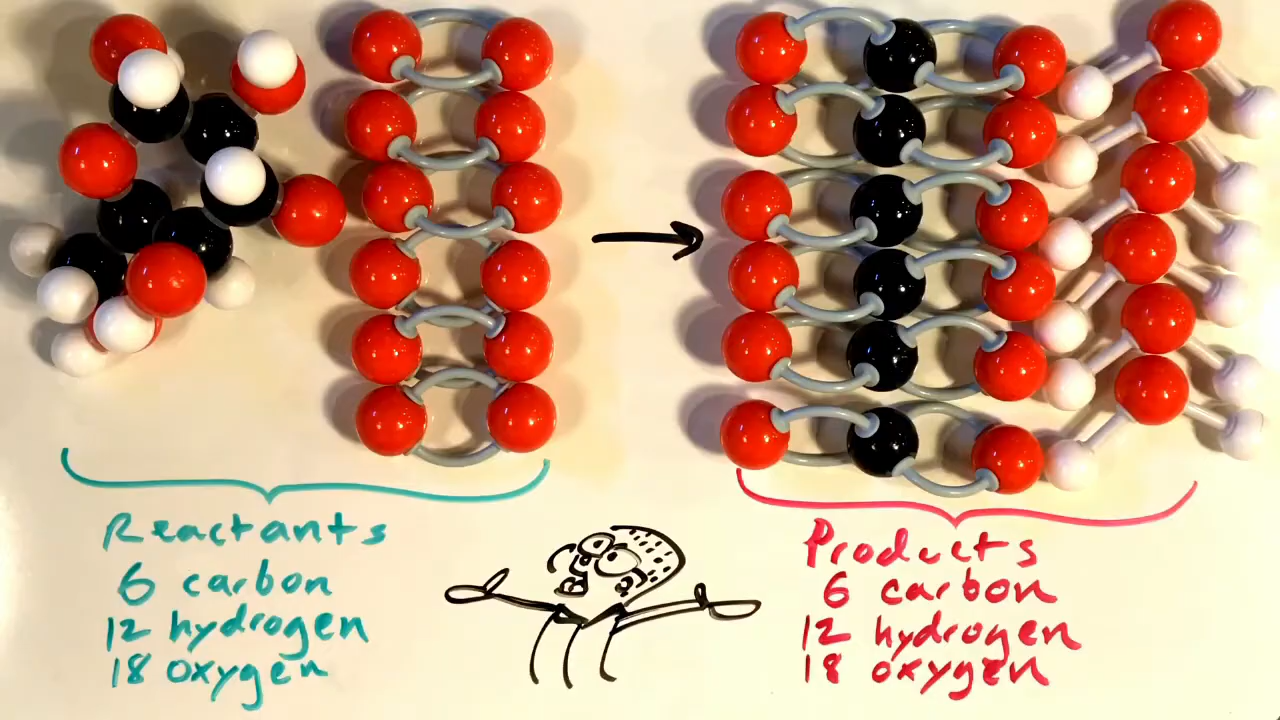 Reactants
6 carbon
12 hydrogen
18 oxygen
Products
6 carbon
12 hydrogen
18 oxygen